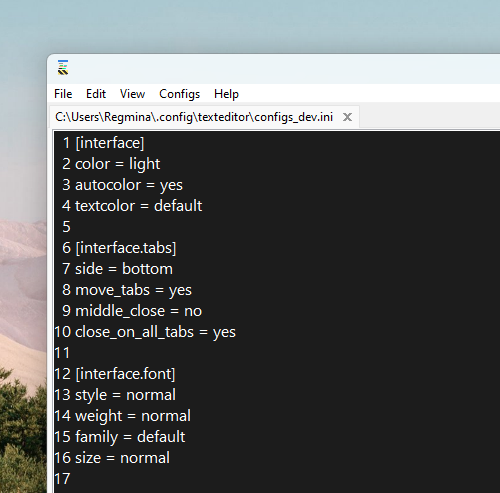 File Edit View Configs Help
C:\Users\Regmina\.config\texteditor\configs_dev.ini
1 [interface]
2 color = light
3 autocolor = yes
4 textcolor = default
5
6 [interface.tabs]
7 side = bottom
8 move_tabs = yes
9 middle_close = no
10 close_on_all_tabs = yes
11
12 [interface.font]
13 style = normal
14 weight = normal
15 family = default
16 size = normal
17